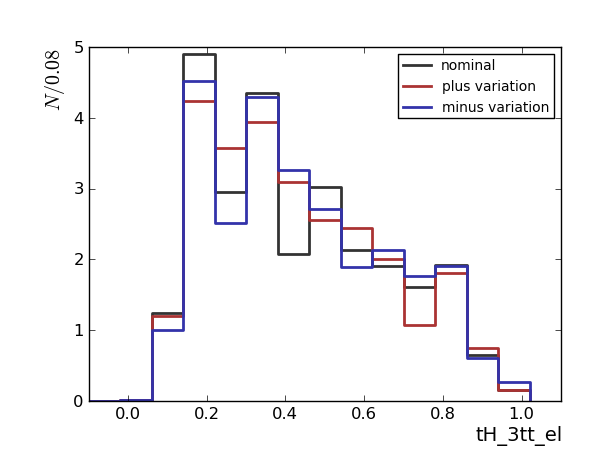 N/0.08
5
4
3
2
1
0
nominal
plus variation
minus variation
0.0 0.2 0.4 0.6 0.8 1.0
tH_3tt_el